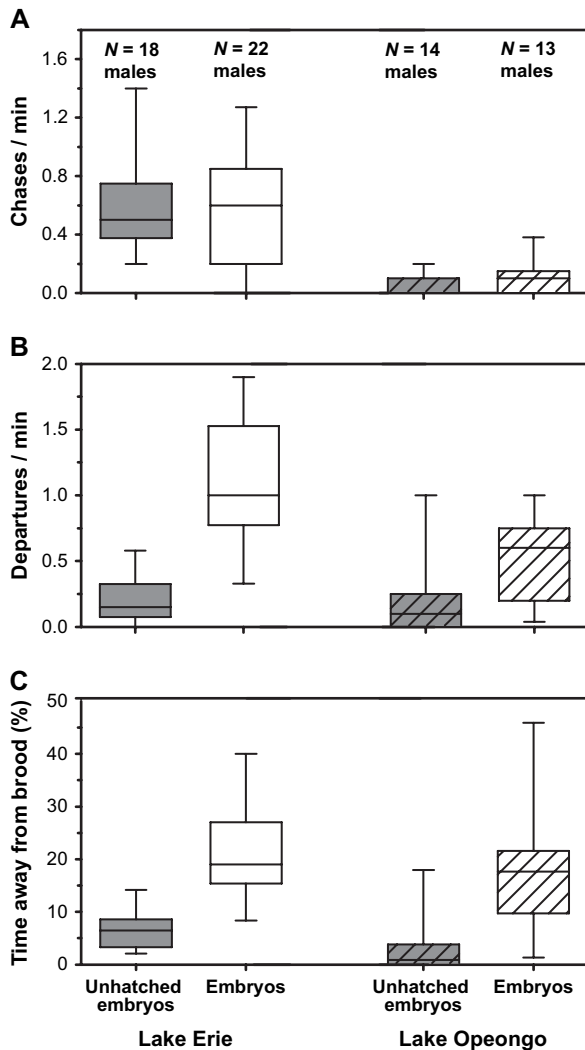 A
Chases / min
1.6
1.2
0.8
0.4
0.0
N = 18 males
N = 22 males
N = 14 males
N = 13 males
B
Departures / min
2.0
1.5
1.0
0.5
0.0
C
Time away from brood (%)
50
40
30
20
10
0
Unhatched embryos
Embryos
Unhatched embryos
Embryos
Lake Erie
Lake Opeongo